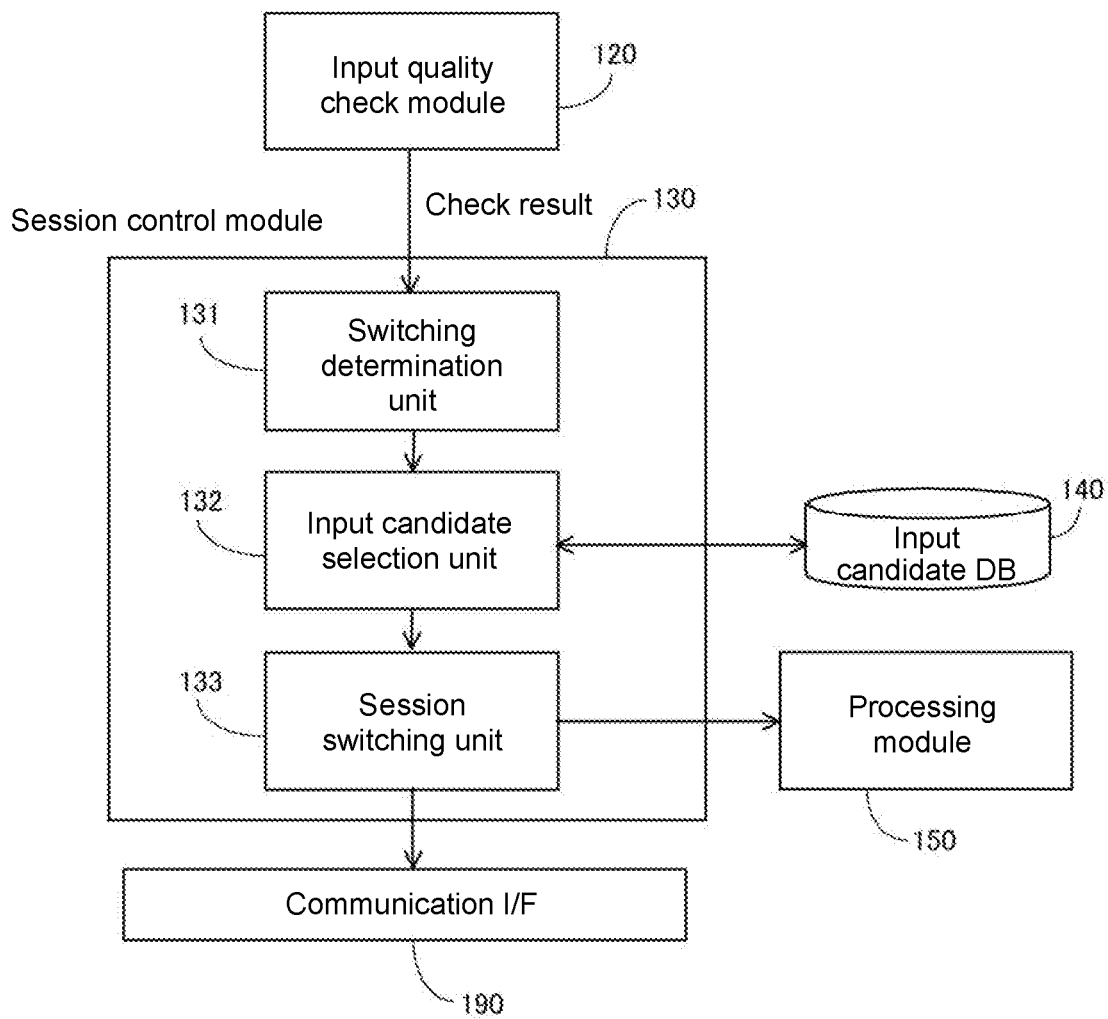 Input quality
check module
120
Check result
130
Session control module
131
Switching
determination
unit
132
Input candidate
selection unit
140
Input
candidate DB
133
Session
switching unit
Processing
module
150
Communication I/F
190